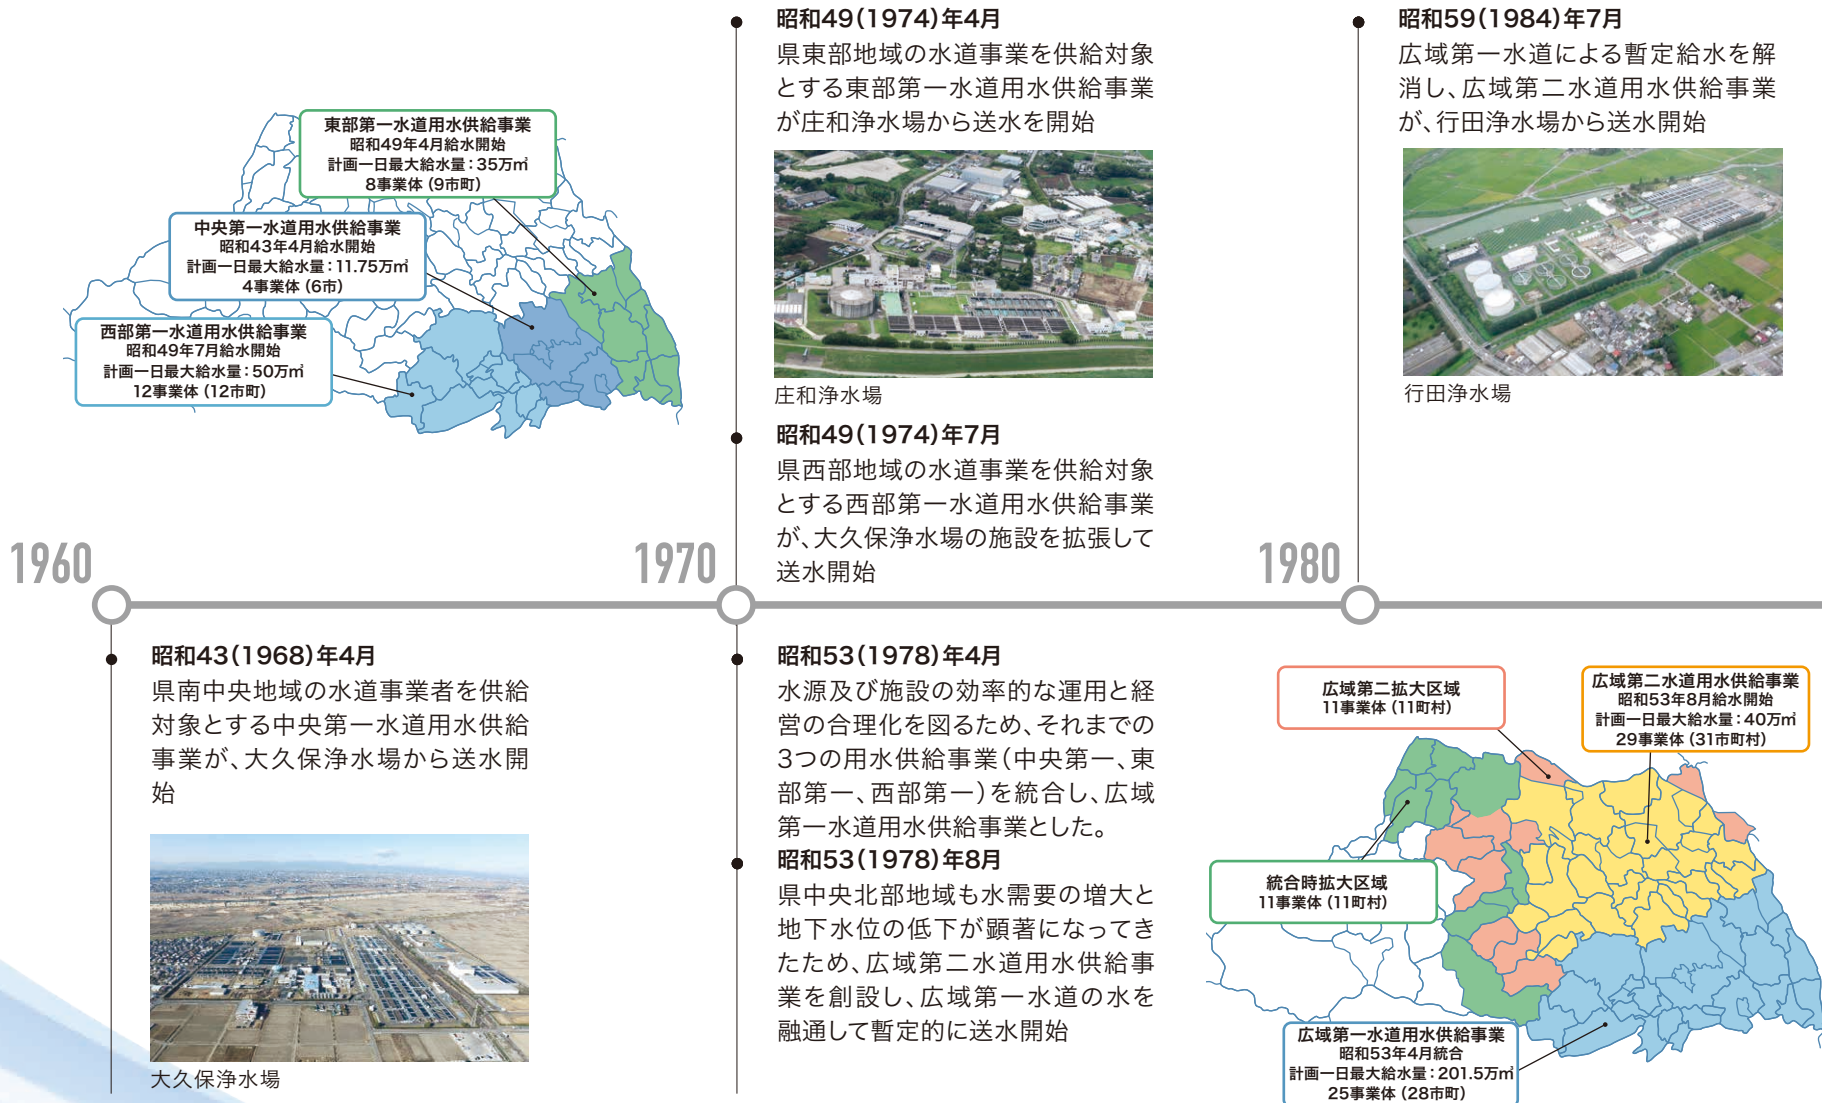 東部第一水道用水供給事業
昭和49年4月給水開始
計画一日最大給水量：35万㎥
8事業体（9市町）
中央第一水道用水供給事業
昭和43年4月給水開始
計画一日最大給水量：11.75万㎥
4事業体（6市）
西部第一水道用水供給事業
昭和49年7月給水開始
計画一日最大給水量：50万㎥
12事業体（12市町）
昭和49（1974）年4月
県東部地域の水道事業を供給対象
とする東部第一水道用水供給事業
が庄和浄水場から送水を開始
庄和浄水場
昭和49（1974）年7月
県西部地域の水道事業を供給対象
とする西部第一水道用水供給事業
が、大久保浄水場の施設を拡張して
送水開始
昭和59（1984）年7月
広域第一水道による暫定給水を解
消し、広域第二水道用水供給事業
が、行田浄水場から送水開始
行田浄水場
1960
1970
1980
昭和43（1968）年4月
県南中央地域の水道事業者を供給
対象とする中央第一水道用水供給
事業が、大久保浄水場から送水開
始
大久保浄水場
昭和53（1978）年4月
水源及び施設の効率的な運用と経
営の合理化を図るため、それまでの
3つの用水供給事業（中央第一、東
部第一、西部第一）を統合し、広域
第一水道用水供給事業とした。
昭和53（1978）年8月
県中央北部地域も水需要の増大と
地下水位の低下が顕著になってき
たため、広域第二水道用水供給事
業を創設し、広域第一水道の水を
融通して暫定的に送水開始
広域第二拡大区域
11事業体（11町村）
広域第二水道用水供給事業
昭和53年8月給水開始
計画一日最大給水量：40万㎥
29事業体（31市町村）
統合時拡大区域
11事業体（11町村）
広域第一水道用水供給事業
昭和53年4月統合
計画一日最大給水量：201.5万㎥
25事業体（28市町）